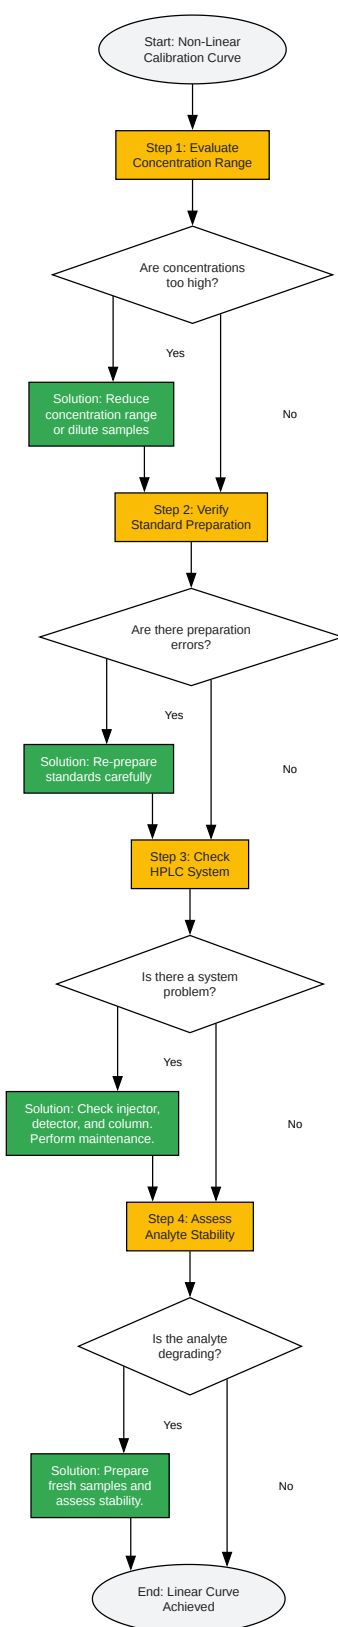 Start: Non-Linear
Calibration Curve
Step 1: Evaluate
Concentration Range
Are concentrations
too high?
Yes
Solution: Reduce
concentration range
or dilute samples
No
Step 2: Verify
Standard Preparation
Are there preparation
errors?
Yes
Solution: Re-prepare
standards carefully
No
Step 3: Check
HPLC System
Is there a system
problem?
Yes
Solution: Check injector,
detector, and column.
Perform maintenance.
No
Step 4: Assess
Analyte Stability
Is the analyte
degrading?
Yes
Solution: Prepare
fresh samples and
assess stability.
No
End: Linear Curve
Achieved